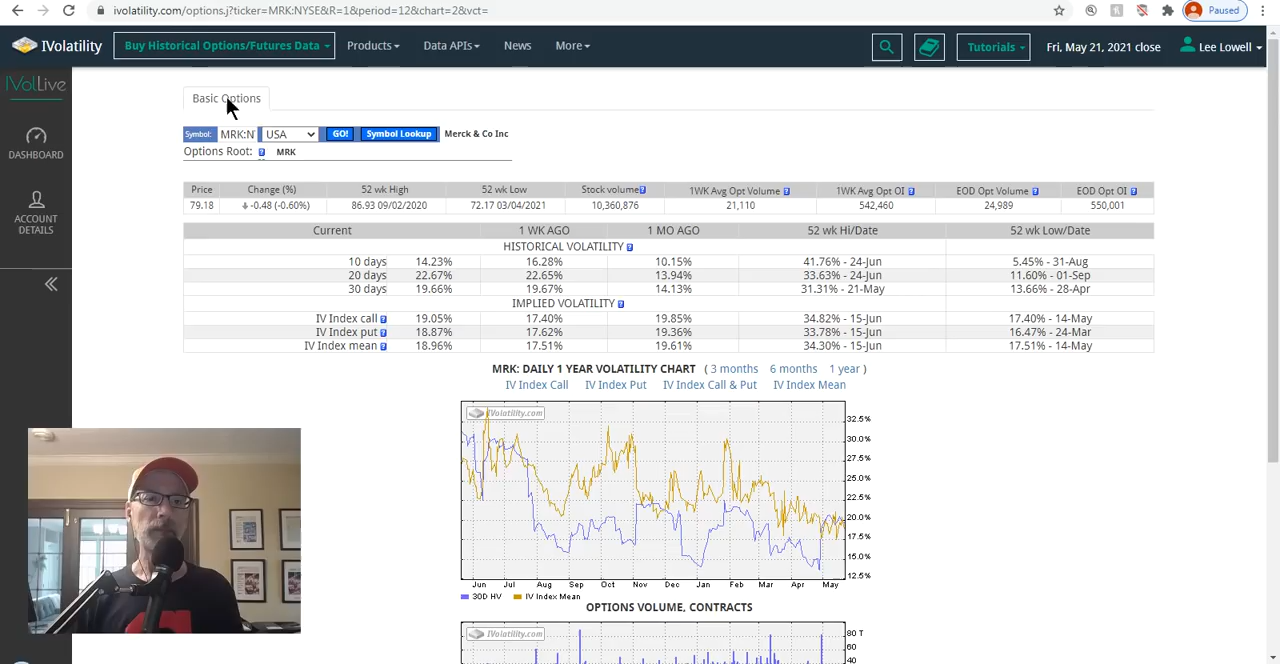 ivolatility.com/options.j?ticker=MRK:NYSE&R=1&period=12&chart=2&vct=
Paused
IVolatility
Buy Historical Options/Futures Data
Products
Data APIs
News
More
Tutorials
Fri, May 21, 2021 close
Lee Lowell
IVolLive
DASHBOARD
ACCOUNT
DETAILS
Basic Options
Symbol: MRK:N USA GO! Symbol Lookup Merck & Co Inc
Options Root: ? MRK
Price Change (%) 52 wk High 52 wk Low Stock volume? 1WK Avg Opt Volume ? 1WK Avg Opt OI ? EOD Opt Volume ? EOD Opt OI ?
79.18 -0.48 (-0.60%) 86.93 09/02/2020 72.17 03/04/2021 10,360,876 21,110 542,460 24,989 550,001
Current 1 WK AGO 1 MO AGO 52 wk Hi/Date 52 wk Low/Date
HISTORICAL VOLATILITY ?
10 days 14.23% 16.28% 10.15% 41.76% - 24-Jun 5.45% - 31-Aug
20 days 22.67% 22.65% 13.94% 33.63% - 24-Jun 11.60% - 01-Sep
30 days 19.66% 19.67% 14.13% 31.31% - 21-May 13.66% - 28-Apr
IMPLIED VOLATILITY ?
IV Index call ? 19.05% 17.40% 19.85% 34.82% - 15-Jun 17.40% - 14-May
IV Index put ? 18.87% 17.62% 19.36% 33.78% - 15-Jun 16.47% - 24-Mar
IV Index mean ? 18.96% 17.51% 19.61% 34.30% - 15-Jun 17.51% - 14-May
MRK: DAILY 1 YEAR VOLATILITY CHART ( 3 months 6 months 1 year )
IV Index Call IV Index Put IV Index Call & Put IV Index Mean
IVolatility.com
32.5%
30.0%
27.5%
25.0%
22.5%
20.0%
17.5%
15.0%
12.5%
Jun Jul Aug Sep Oct Nov Dec Jan Feb Mar Apr May
30D HV IV Index Mean
OPTIONS VOLUME, CONTRACTS
IVolatility.com
80 T
60
40